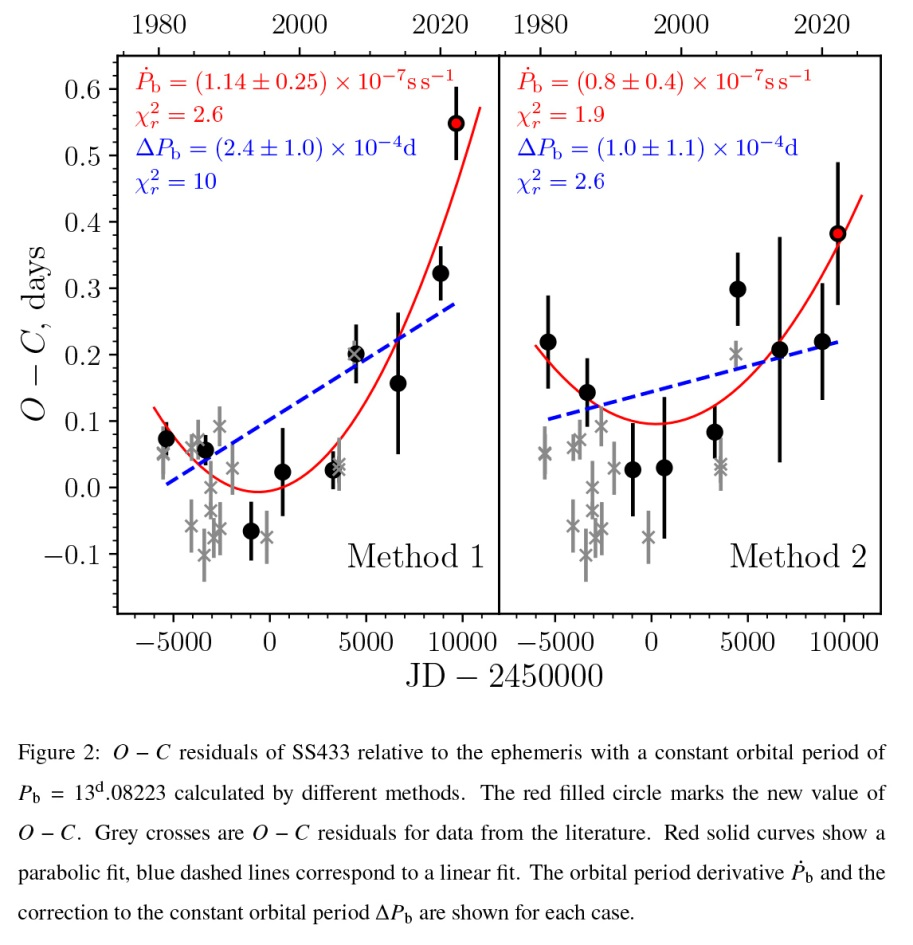 1980 2000 2020 1980 2000 2020
Ṗb = (1.14 ± 0.25) × 10⁻⁷s s⁻¹
χ²r = 2.6
ΔPb = (2.4 ± 1.0) × 10⁻⁴d
χ²r = 10
Ṗb = (0.8 ± 0.4) × 10⁻⁷s s⁻¹
χ²r = 1.9
ΔPb = (1.0 ± 1.1) × 10⁻⁴d
χ²r = 2.6
0.6
0.5
0.4
0.3
0.2
0.1
0.0
−0.1
O − C, days
Method 1
Method 2
−5000 0 5000 10000 −5000 0 5000 10000
JD − 2450000
Figure 2: O − C residuals of SS433 relative to the ephemeris with a constant orbital period of
Pb = 13ᵈ.08223 calculated by different methods. The red filled circle marks the new value of
O − C. Grey crosses are O − C residuals for data from the literature. Red solid curves show a
parabolic fit, blue dashed lines correspond to a linear fit. The orbital period derivative Ṗb and the
correction to the constant orbital period ΔPb are shown for each case.